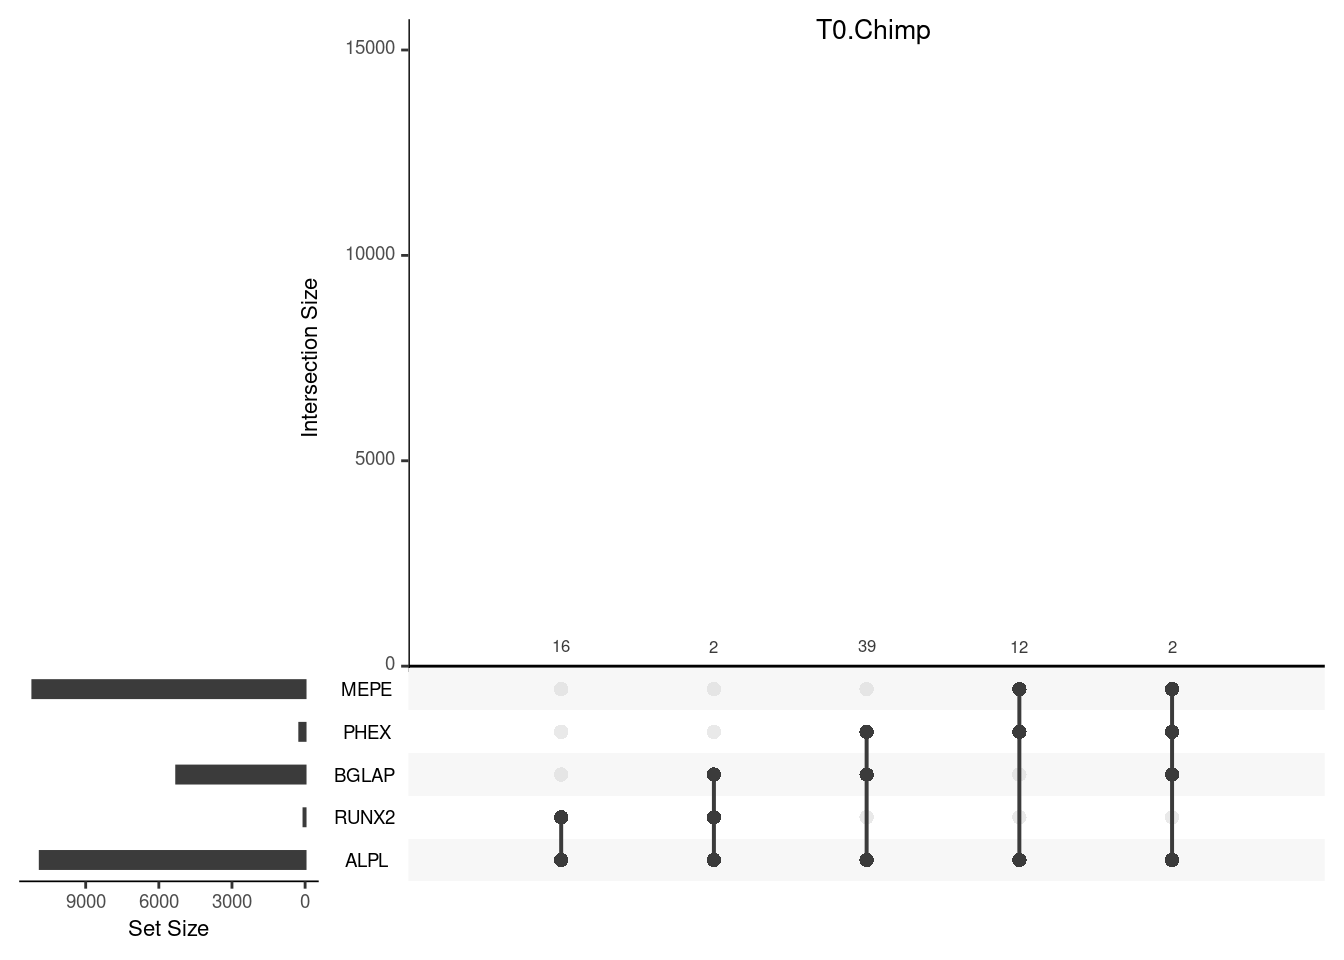 T0.Chimp
15000
10000
5000
0
Intersection Size
16 2 39 12 2
MEPE
PHEX
BGLAP
RUNX2
ALPL
9000 6000 3000 0
Set Size